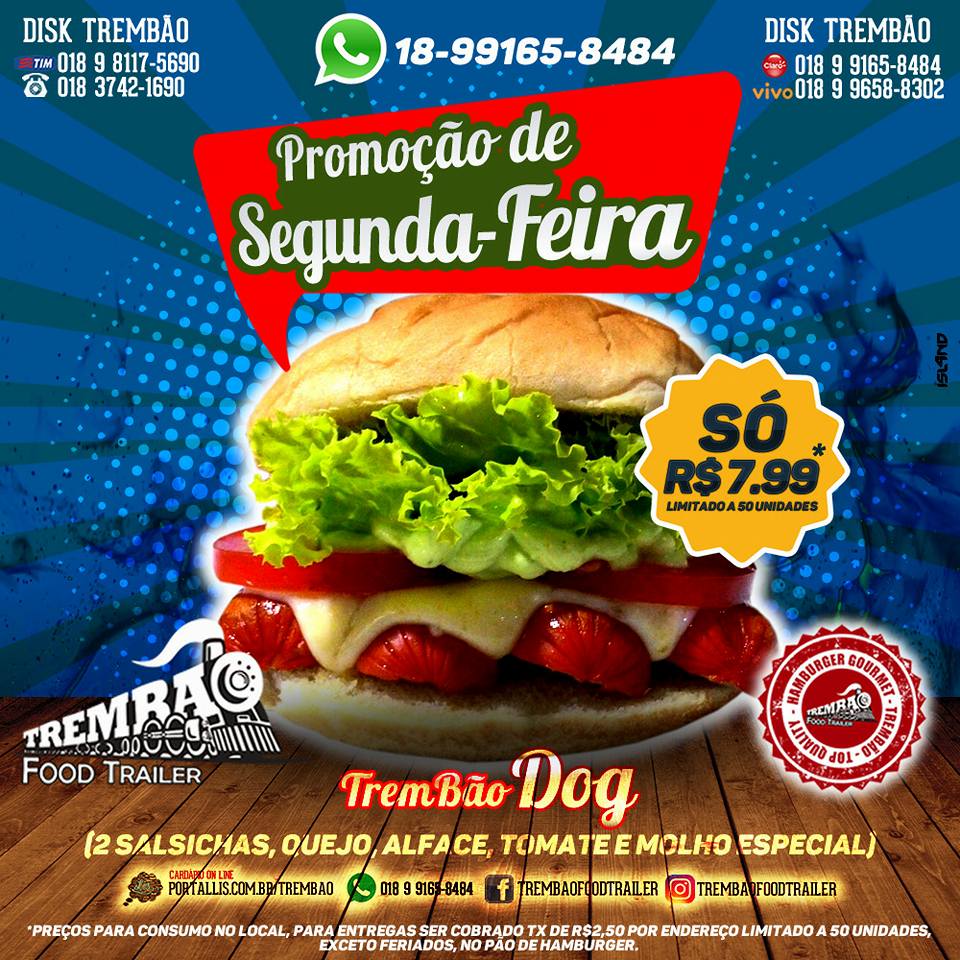 DISK TREMBÃO
TIM 018 9 8117-5690
018 3742-1690
18-99165-8484
DISK TREMBÃO
Claro 018 9 9165-8484
vivo 018 9 9658-8302
Promoção de
Segunda-Feira
ISLAND
SÓ
R$ 7.99*
LIMITADO A 50 UNIDADES
TREMBÃO
FOOD TRAILER
HAMBURGER GOURMET - TREMBÃO - TOP QUALITY -
TREMBÃO
FOOD TRAILER
TremBão Dog
(2 SALSICHAS, QUEJO, ALFACE, TOMATE E MOLHO ESPECIAL)
CARDÁPIO ON LINE
PORTALLIS.COM.BR/TREMBAO
018 9 9165-8484
TREMBAOFOODTRAILER
TREMBAOFOODTRAILER
*PREÇOS PARA CONSUMO NO LOCAL, PARA ENTREGAS SER COBRADO TX DE R$2,50 POR ENDEREÇO LIMITADO A 50 UNIDADES,
EXCETO FERIADOS, NO PÃO DE HAMBURGER.